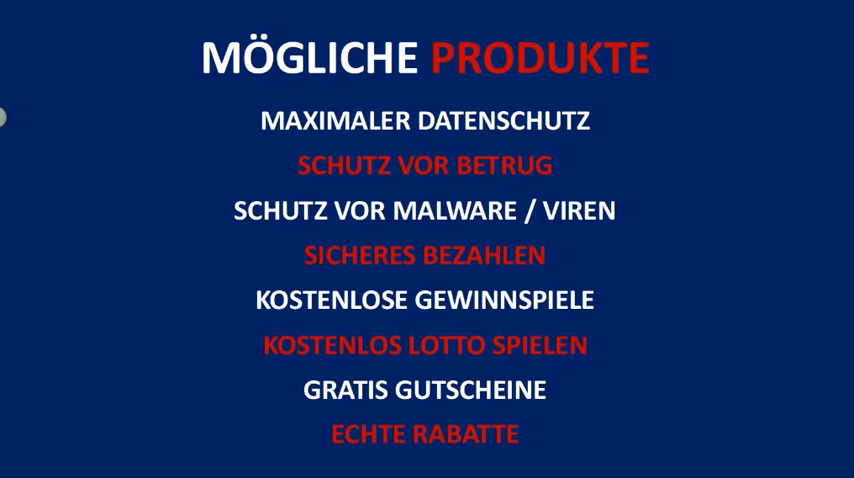 MÖGLICHE PRODUKTE
MAXIMALER DATENSCHUTZ
SCHUTZ VOR BETRUG
SCHUTZ VOR MALWARE / VIREN
SICHERES BEZAHLEN
KOSTENLOSE GEWINNSPIELE
KOSTENLOS LOTTO SPIELEN
GRATIS GUTSCHEINE
ECHTE RABATTE